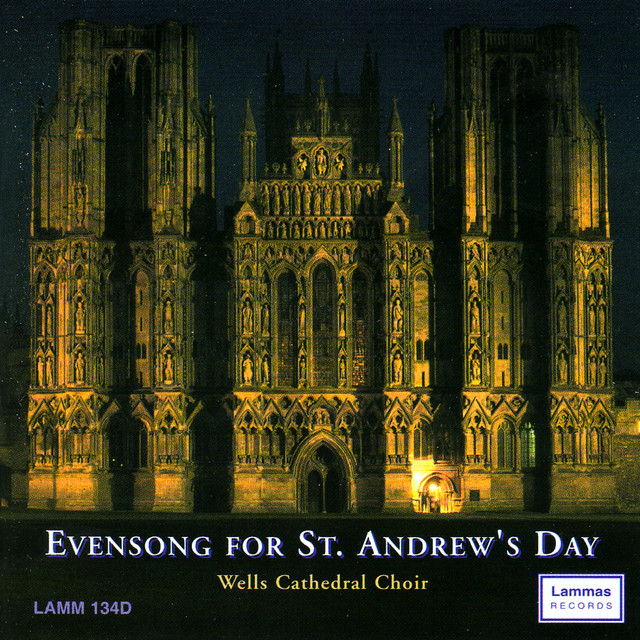 EVENSONG FOR ST. ANDREW'S DAY
Wells Cathedral Choir
LAMM 134D
Lammas
RECORDS